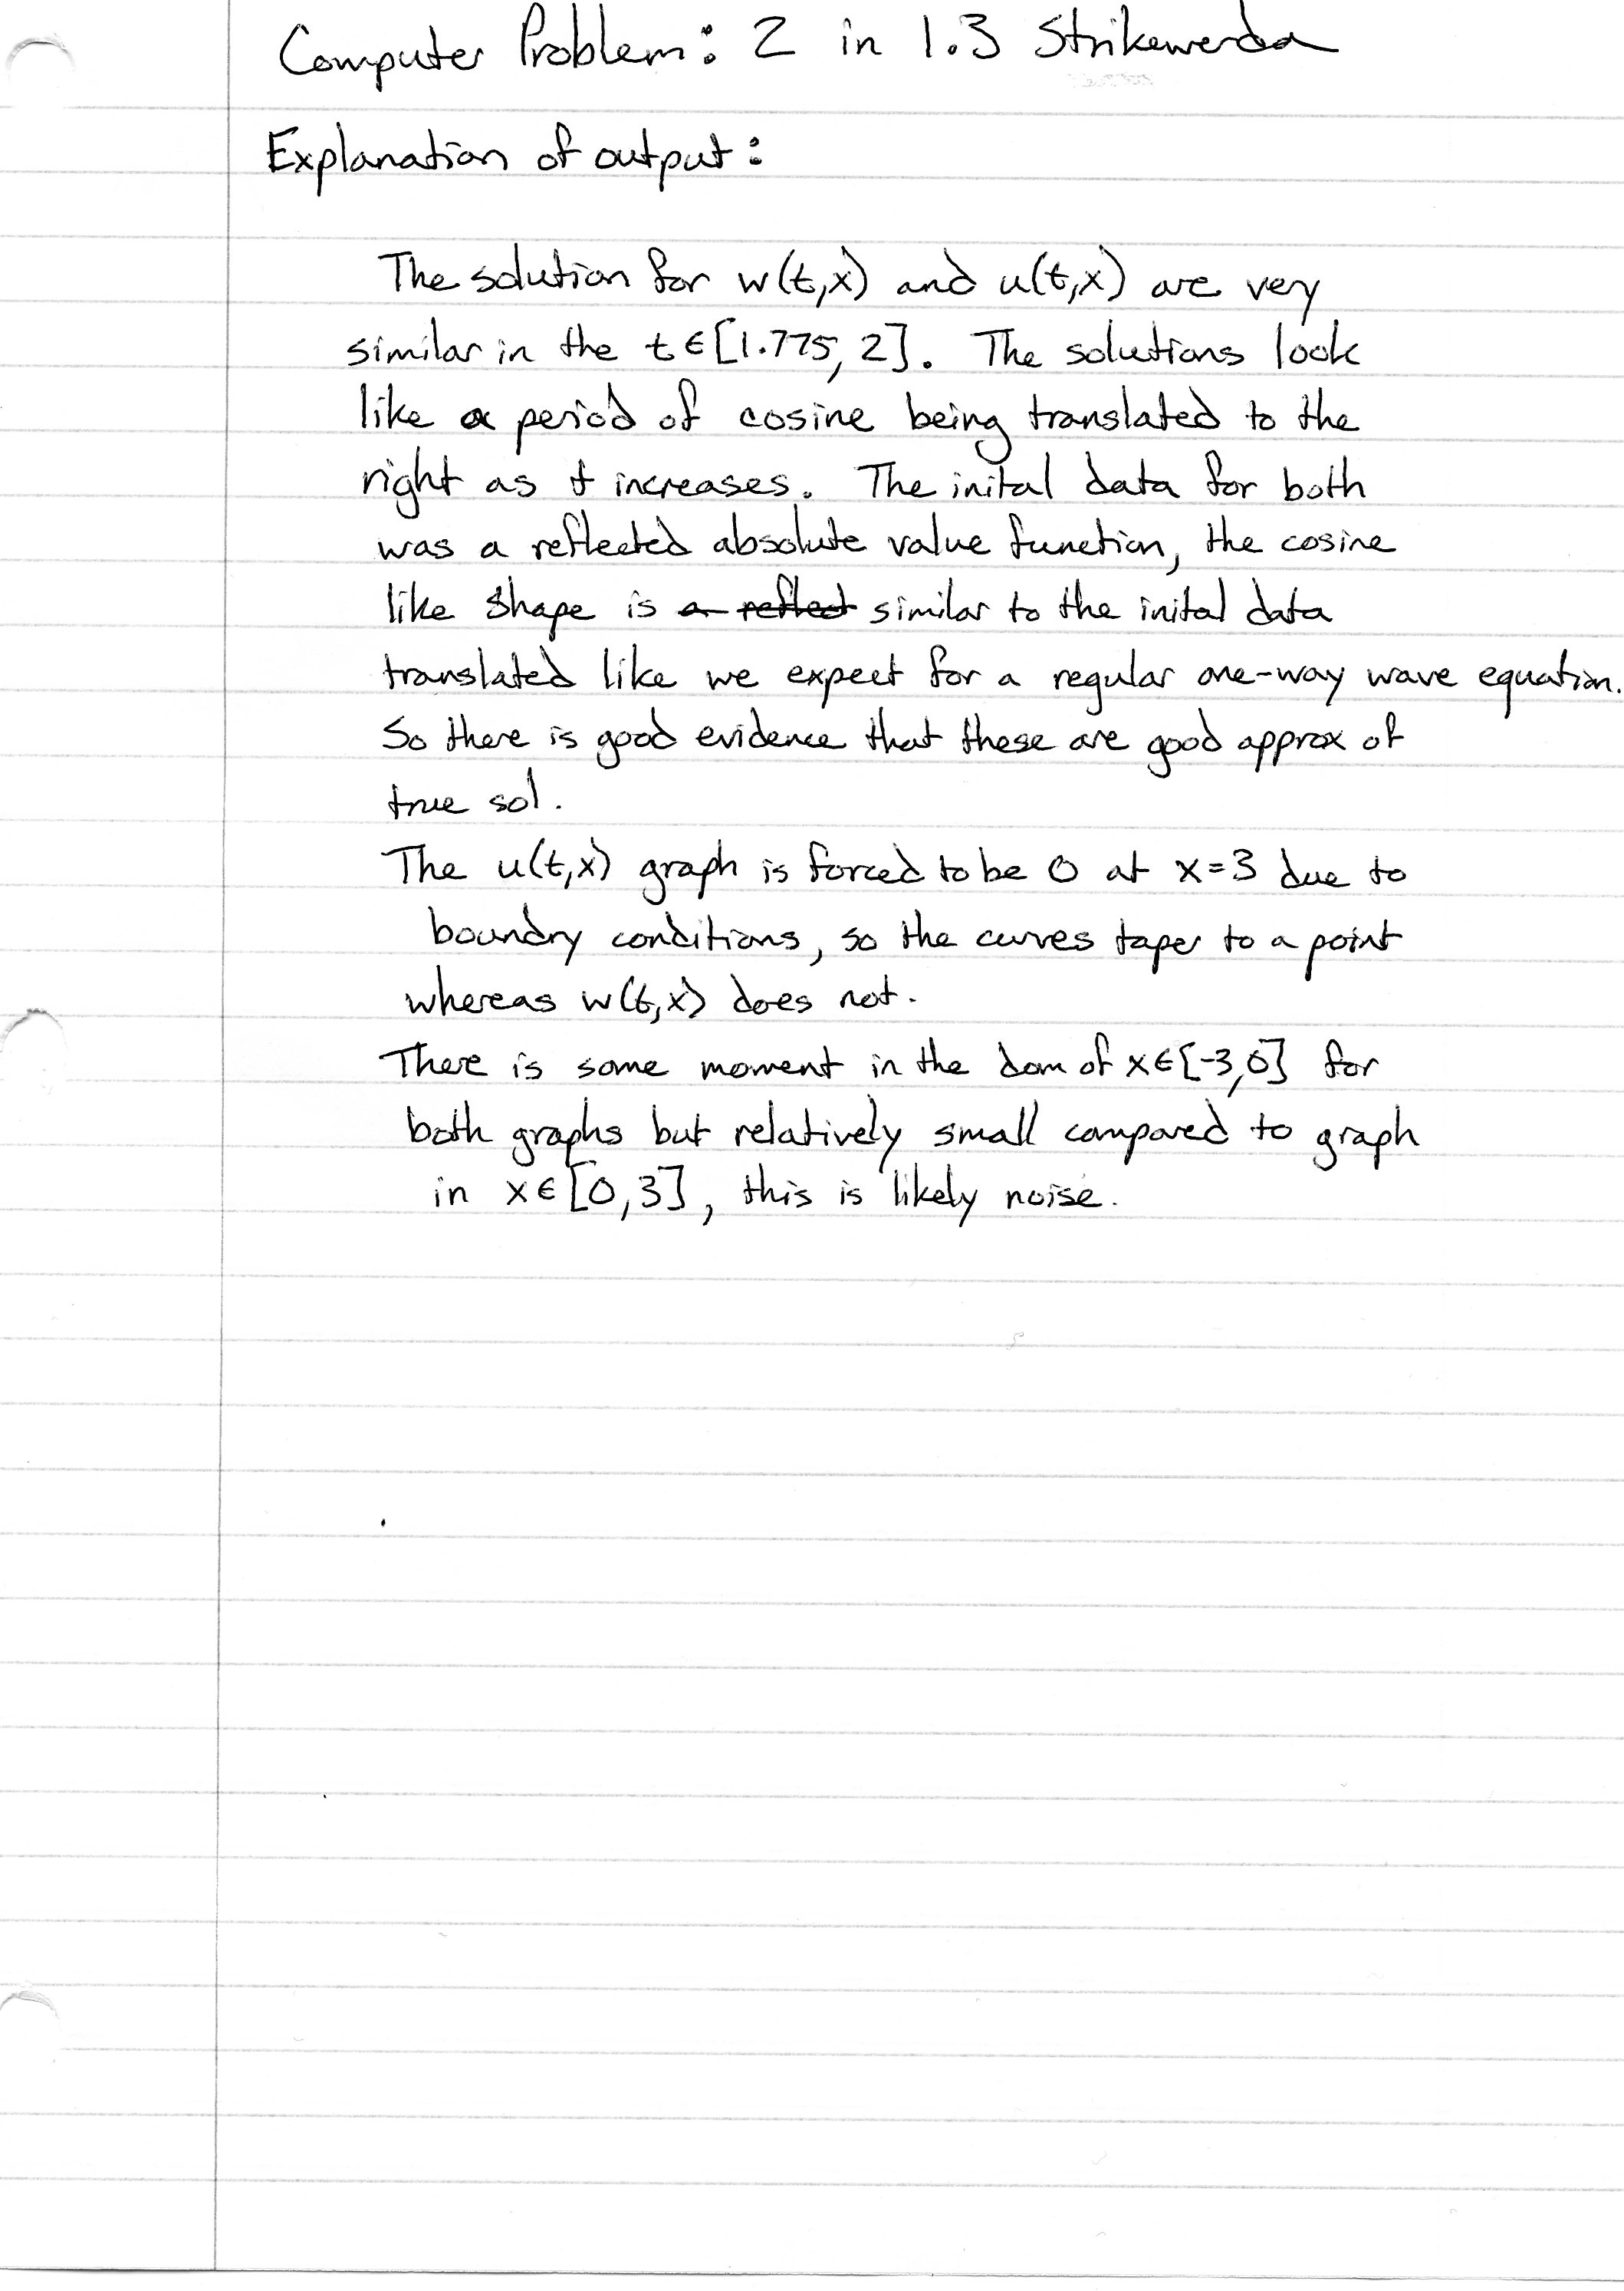 Computer Problem: 2 in 1.3 Strikwerda
Explanation of output:
The solution for w(t,x) and u(t,x) are very
similar in the t∈[1.775, 2]. The solutions look
like a period of cosine being translated to the
right as t increases. The inital data for both
was a reflected absolute value function, the cosine
like shape is a reflect similar to the inital data
translated like we expect for a regular one-way wave equation.
So there is good evidence that these are good approx of
true sol.
The u(t,x) graph is forced to be 0 at x=3 due to
boundry conditions, so the curves taper to a point
whereas w(t,x) does not.
There is some moment in the dom of x∈[-3,0] for
both graphs but relatively small compared to graph
in x∈[0,3], this is likely noise.